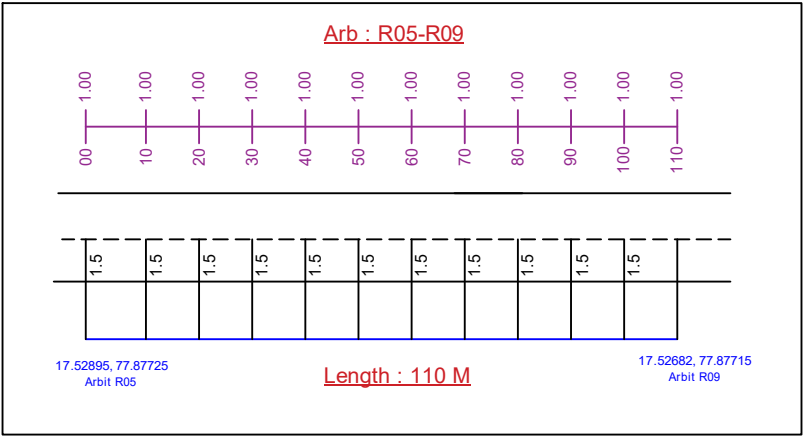 Arb : R05-R09
1.00 1.00 1.00 1.00 1.00 1.00 1.00 1.00 1.00 1.00 1.00 1.00
00 10 20 30 40 50 60 70 80 90 100 110
1.5 1.5 1.5 1.5 1.5 1.5 1.5 1.5 1.5 1.5 1.5
17.52895, 77.87725
Arbit R05
Length : 110 M
17.52682, 77.87715
Arbit R09